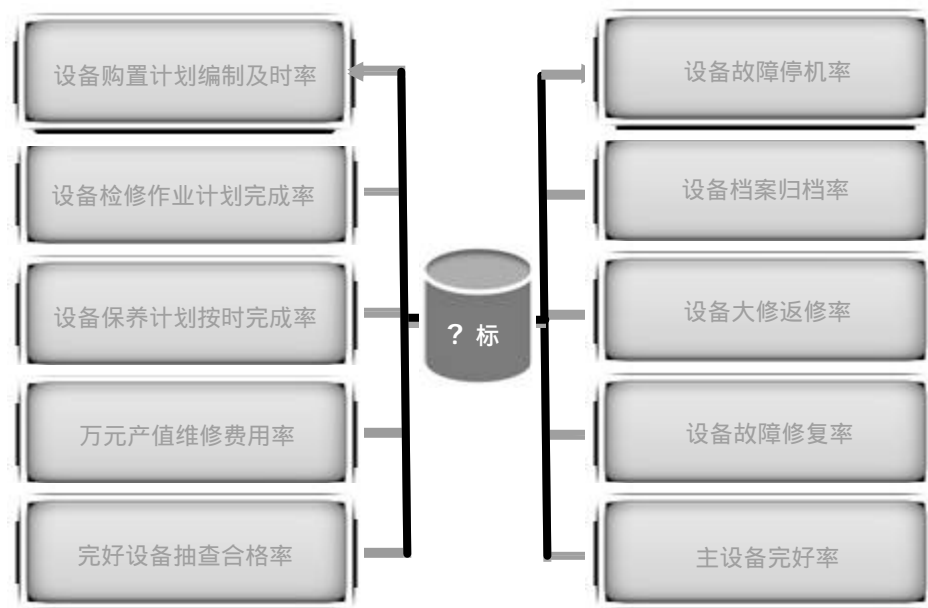 设备购置计划编制及时率
设备检修作业计划完成率
设备保养计划按时完成率
万元产值维修费用率
完好设备抽查合格率
? 标
设备故障停机率
设备档案归档率
设备大修返修率
设备故障修复率
主设备完好率